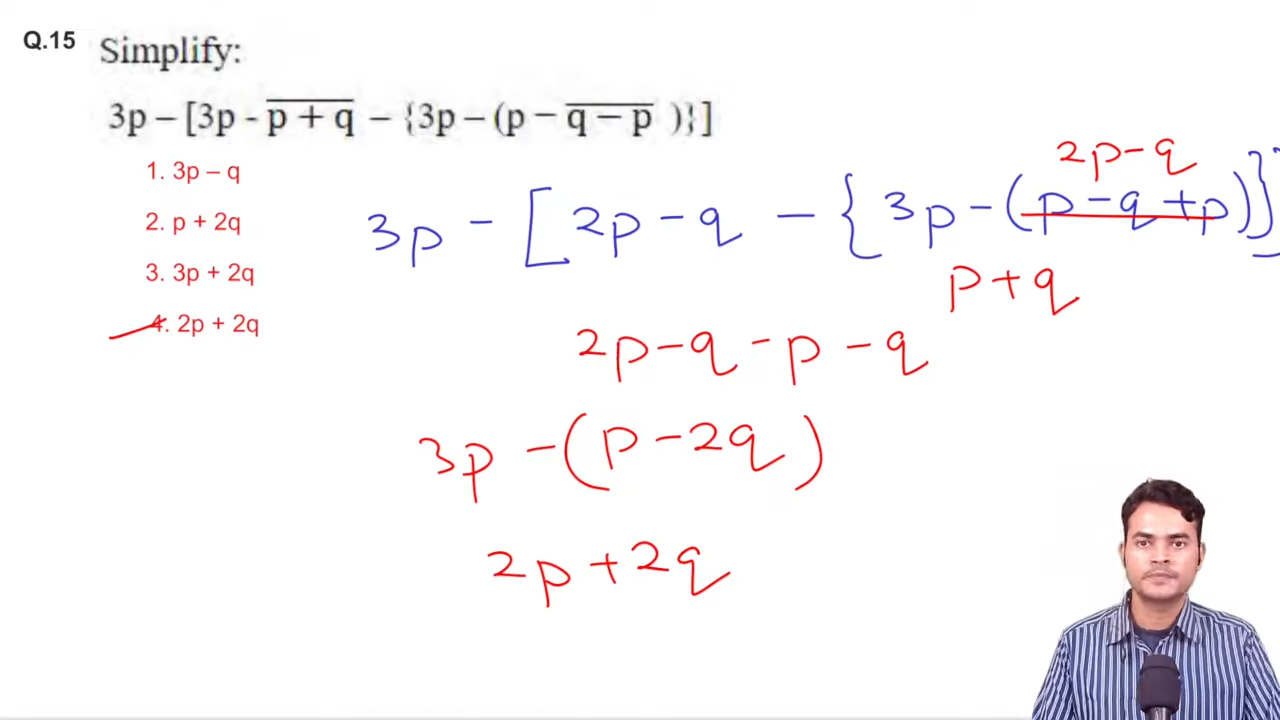 Q.15 Simplify:
3p – [3p - p + q – {3p – (p – q – p )}]
1. 3p – q
2. p + 2q
3. 3p + 2q
4. 2p + 2q
2p - q
3p - [ 2p - q - { 3p - ( p - q + p ) } ]
p + q
2p - q - p - q
3p - ( p - 2q )
2p + 2q